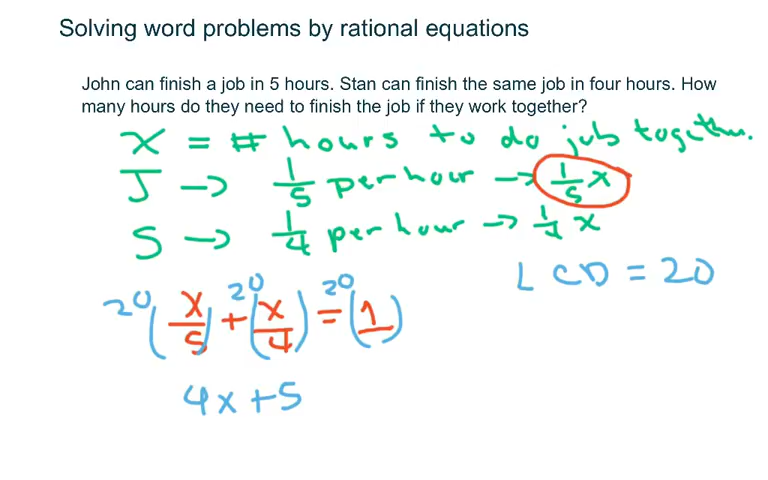 Solving word problems by rational equations
John can finish a job in 5 hours. Stan can finish the same job in four hours. How
many hours do they need to finish the job if they work together?
x = # hours to do job together.
J → 1/5 per hour → 1/5 x
S → 1/4 per hour → 1/4 x
LCD = 20
20(x/5) + 20(x/4) = 20(1)
4x+5